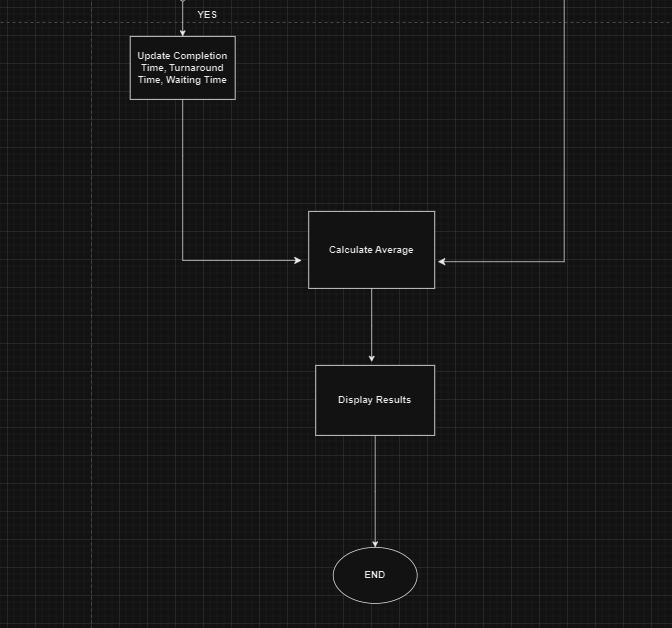 YES
Update Completion
Time, Turnaround
Time, Waiting Time
Calculate Average
Display Results
END